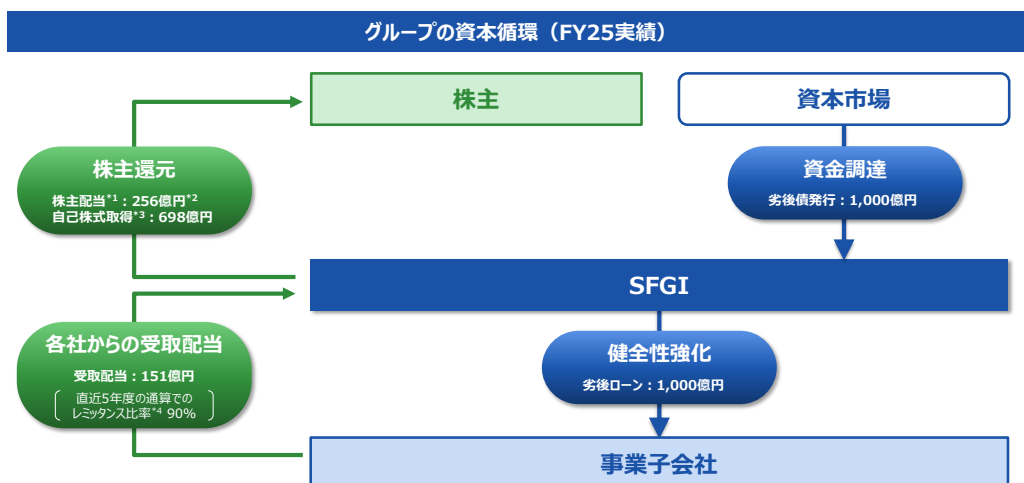 グループの資本循環（FY25実績）
株主
資本市場
株主還元
株主配当*1：256億円*2
自己株式取得*3：698億円
資金調達
劣後債発行：1,000億円
SFGI
各社からの受取配当
受取配当：151億円
直近5年度の通算での
レミッタンス比率*4 90%
健全性強化
劣後ローン：1,000億円
事業子会社